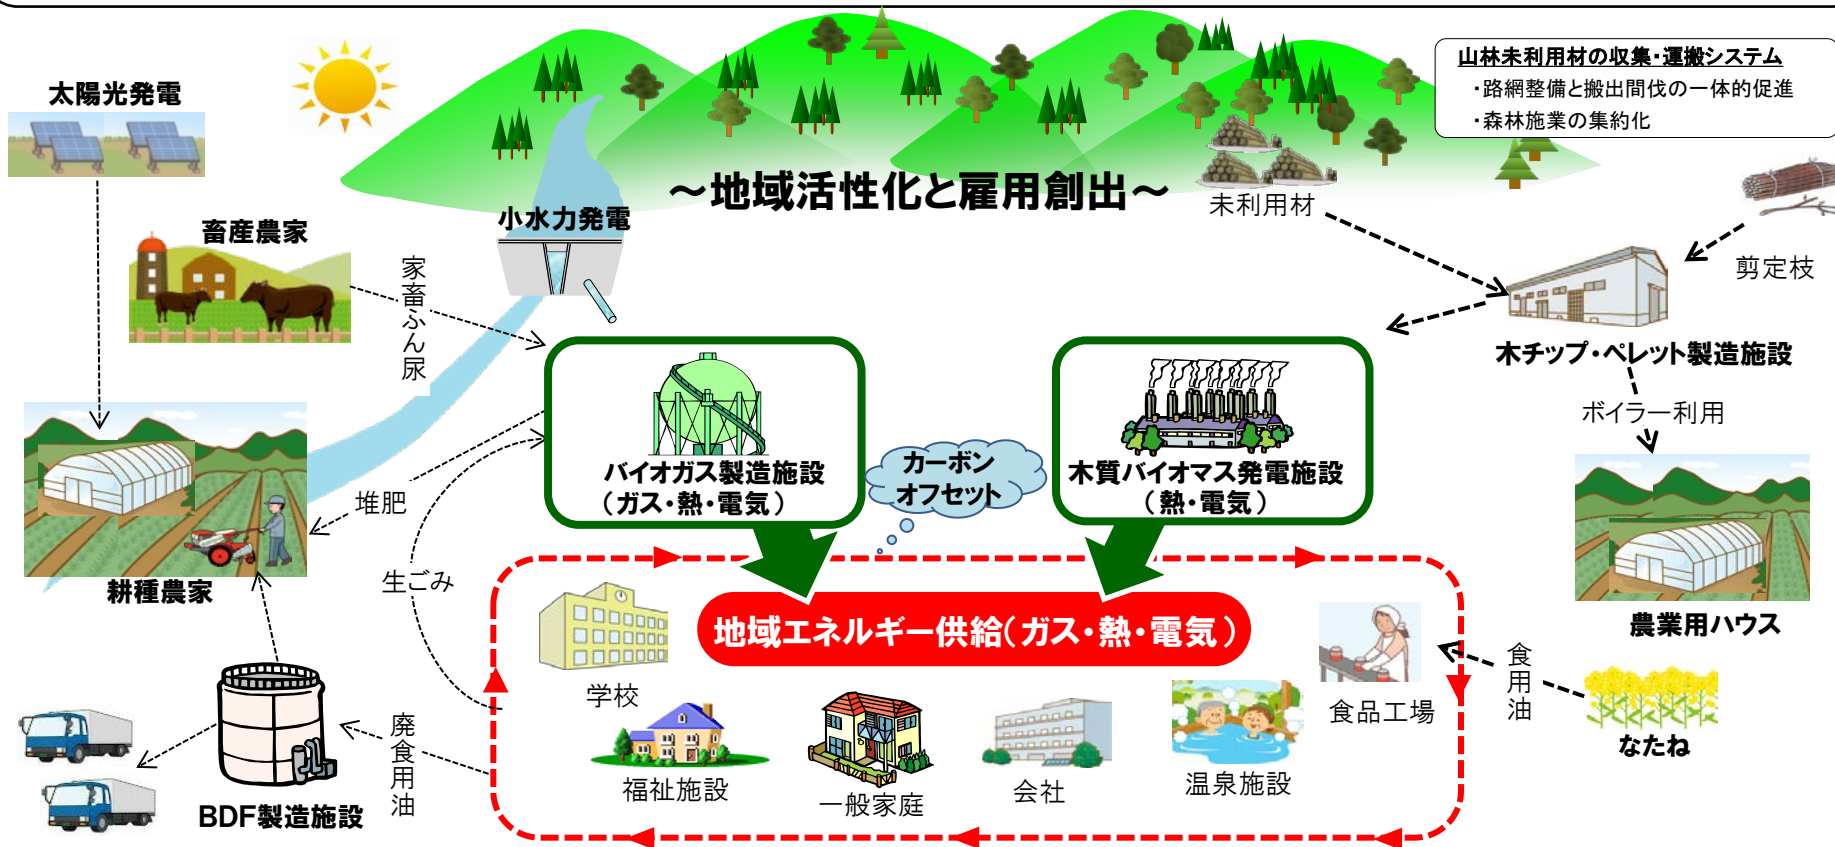 山林未利用材の収集・運搬システム
・路網整備と搬出間伐の一体的促進
・森林施業の集約化
太陽光発電
～地域活性化と雇用創出～
未利用材
小水力発電
畜産農家
家畜ふん尿
剪定枝
木チップ・ペレット製造施設
ボイラー利用
バイオガス製造施設
（ガス・熱・電気）
カーボン
オフセット
木質バイオマス発電施設
（熱・電気）
堆肥
生ごみ
耕種農家
農業用ハウス
地域エネルギー供給（ガス・熱・電気）
学校
食品工場
食用油
なたね
福祉施設
一般家庭
会社
温泉施設
廃食用油
BDF製造施設